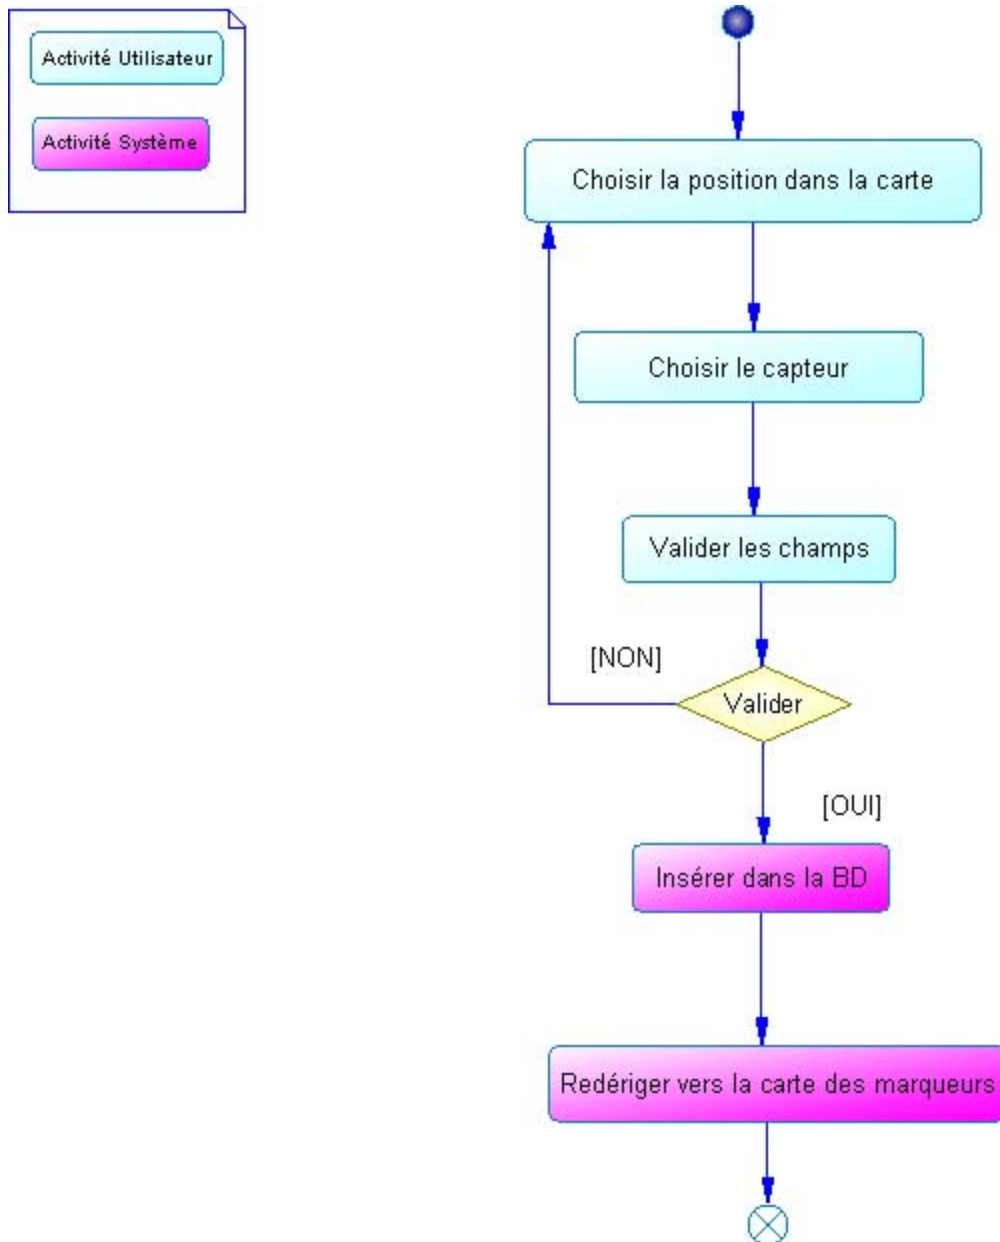 Activité Utilisateur
Activité Système
Choisir la position dans la carte
Choisir le capteur
Valider les champs
[NON]
Valider
[OUI]
Insérer dans la BD
Redériger vers la carte des marqueurs